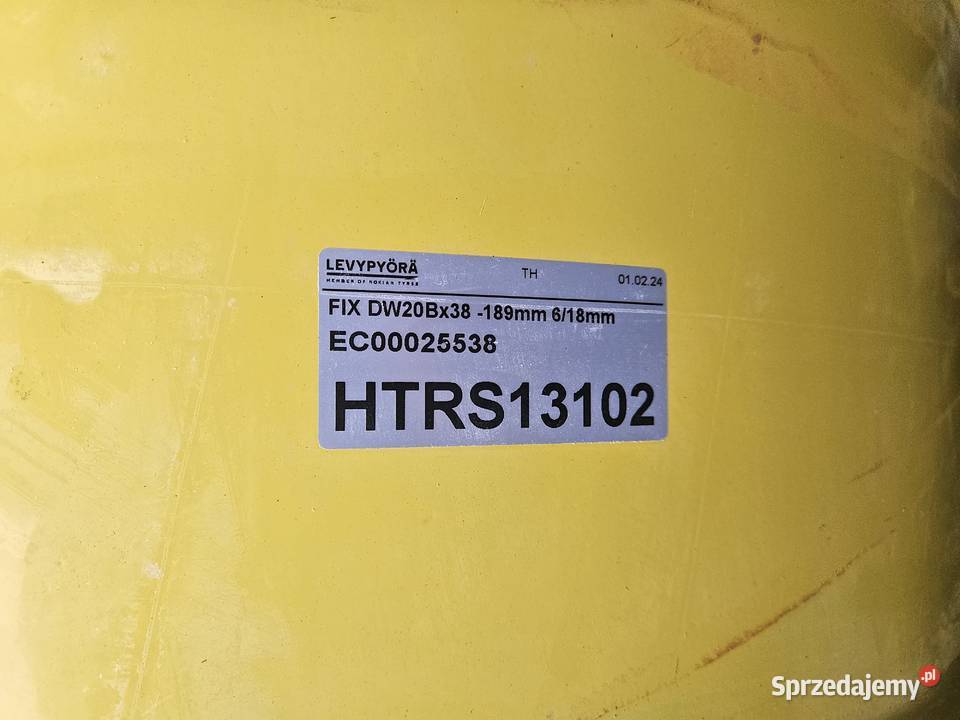 LEVYPYÖRÄ
MEMBER OF NOKIAN TYRES
TH
01.02.24
FIX DW20Bx38 -189mm 6/18mm
EC00025538
HTRS13102
Sprzedajemy.pl